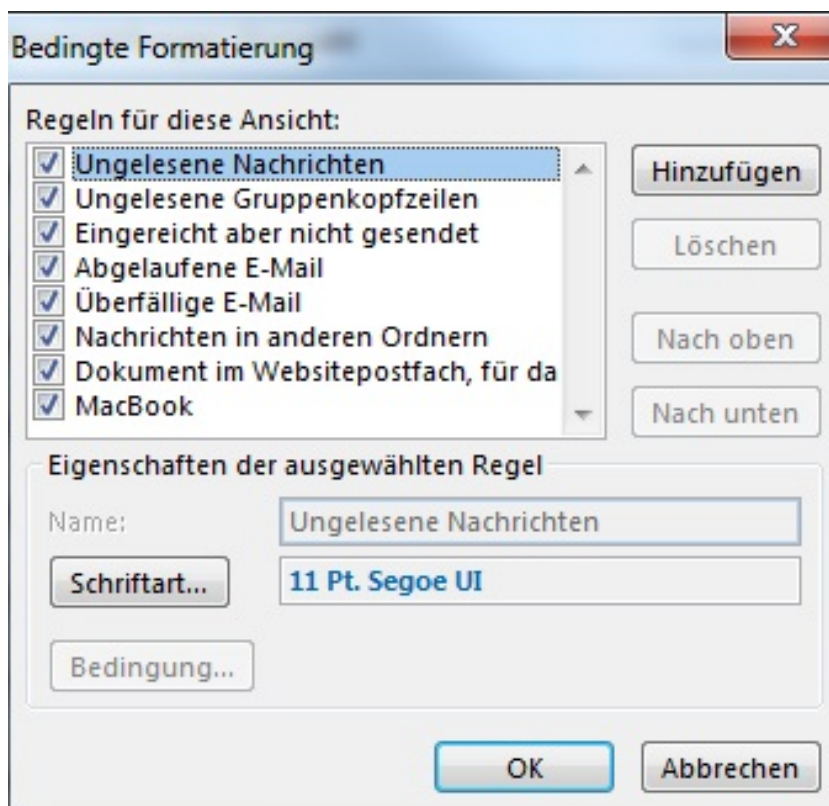 Bedingte Formatierung
Regeln für diese Ansicht:
Ungelesene Nachrichten
Ungelesene Gruppenkopfzeilen
Eingereicht aber nicht gesendet
Abgelaufene E-Mail
Überfällige E-Mail
Nachrichten in anderen Ordnern
Dokument im Websitepostfach, für da
MacBook
Hinzufügen
Löschen
Nach oben
Nach unten
Eigenschaften der ausgewählten Regel
Name:
Ungelesene Nachrichten
Schriftart...
11 Pt. Segoe UI
Bedingung...
OK
Abbrechen